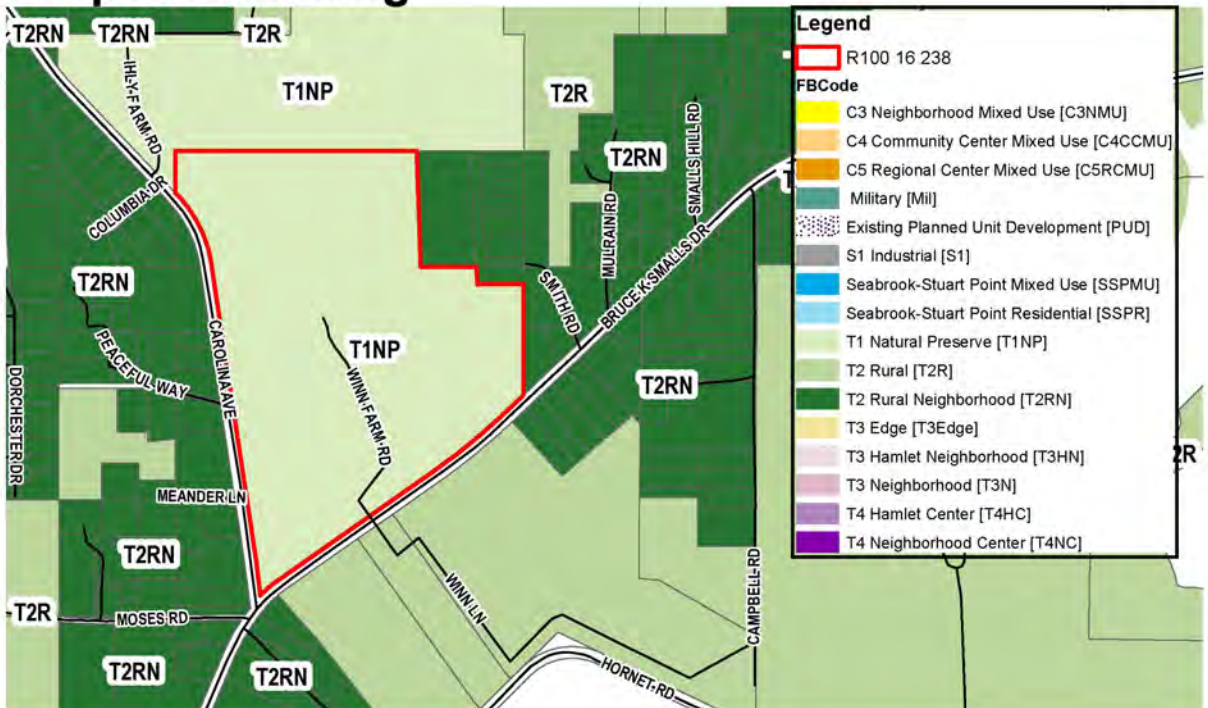 T2RN
T2RN
T2R
IHLY-FARM-RD
T1NP
T2R
T2RN
SMALLS HILL RD
COLUMBIA DR
MULRAIN RD
BRUCE K SMALLS DR
SMITH RD
T2RN
PEACEFUL WAY
CAROLINA AVE
DORCHESTER DR
T1NP
WINN-FARM-RD
T2RN
MEANDER LN
T2RN
T2R
MOSES RD
WINN LN
CAMPBELL-RD
T2RN
T2RN
HORNET-RD
2R
Legend
R100 16 238
FBCode
C3 Neighborhood Mixed Use [C3NMU]
C4 Community Center Mixed Use [C4CCMU]
C5 Regional Center Mixed Use [C5RCMU]
Military [Mil]
Existing Planned Unit Development [PUD]
S1 Industrial [S1]
Seabrook-Stuart Point Mixed Use [SSPMU]
Seabrook-Stuart Point Residential [SSPR]
T1 Natural Preserve [T1NP]
T2 Rural [T2R]
T2 Rural Neighborhood [T2RN]
T3 Edge [T3Edge]
T3 Hamlet Neighborhood [T3HN]
T3 Neighborhood [T3N]
T4 Hamlet Center [T4HC]
T4 Neighborhood Center [T4NC]